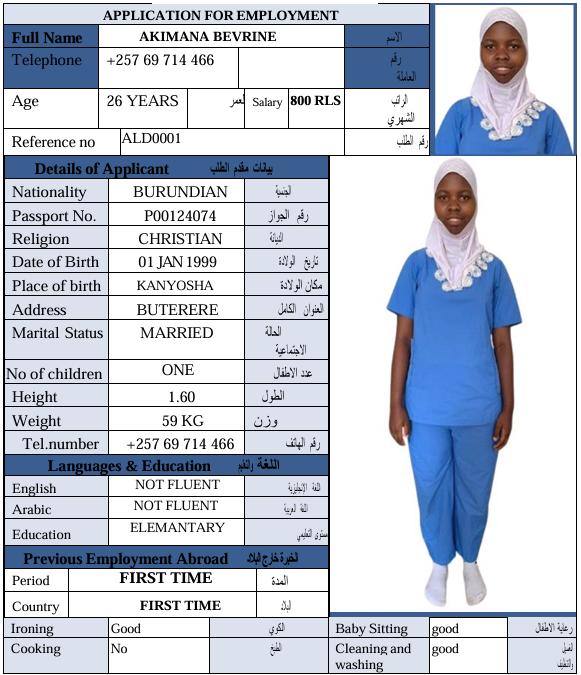 APPLICATION FOR EMPLOYMENT
Full Name AKIMANA BEVRINE الاسم
Telephone +257 69 714 466 رقم
العاملة
Age 26 YEARS لعمر Salary 800 RLS الراتب
الشهري
Reference no ALD0001 رقم الطلب
Details of Applicant بيانات مقدم الطلب
Nationality BURUNDIAN الجنسية
Passport No. P00124074 رقم الجواز
Religion CHRISTIAN الديانة
Date of Birth 01 JAN 1999 تاريخ الولادة
Place of birth KANYOSHA مكان الولادة
Address BUTERERE العنوان الكامل
Marital Status MARRIED الحالة
الاجتماعية
No of children ONE عدد الاطفال
Height 1.60 الطول
Weight 59 KG وزن
Tel.number +257 69 714 466 رقم الهاتف
Languages & Education اللغة
English NOT FLUENT اللغة الإنجليزية
Arabic NOT FLUENT اللغة العربية
Education ELEMANTARY مستوى التعليمي
Previous Employment Abroad الخبرة خارج البلاد
Period FIRST TIME المدة
Country FIRST TIME البلاد
Ironing Good الكوي Baby Sitting good رعاية الاطفال
Cooking No الطبخ Cleaning and good
washing والتنظيف